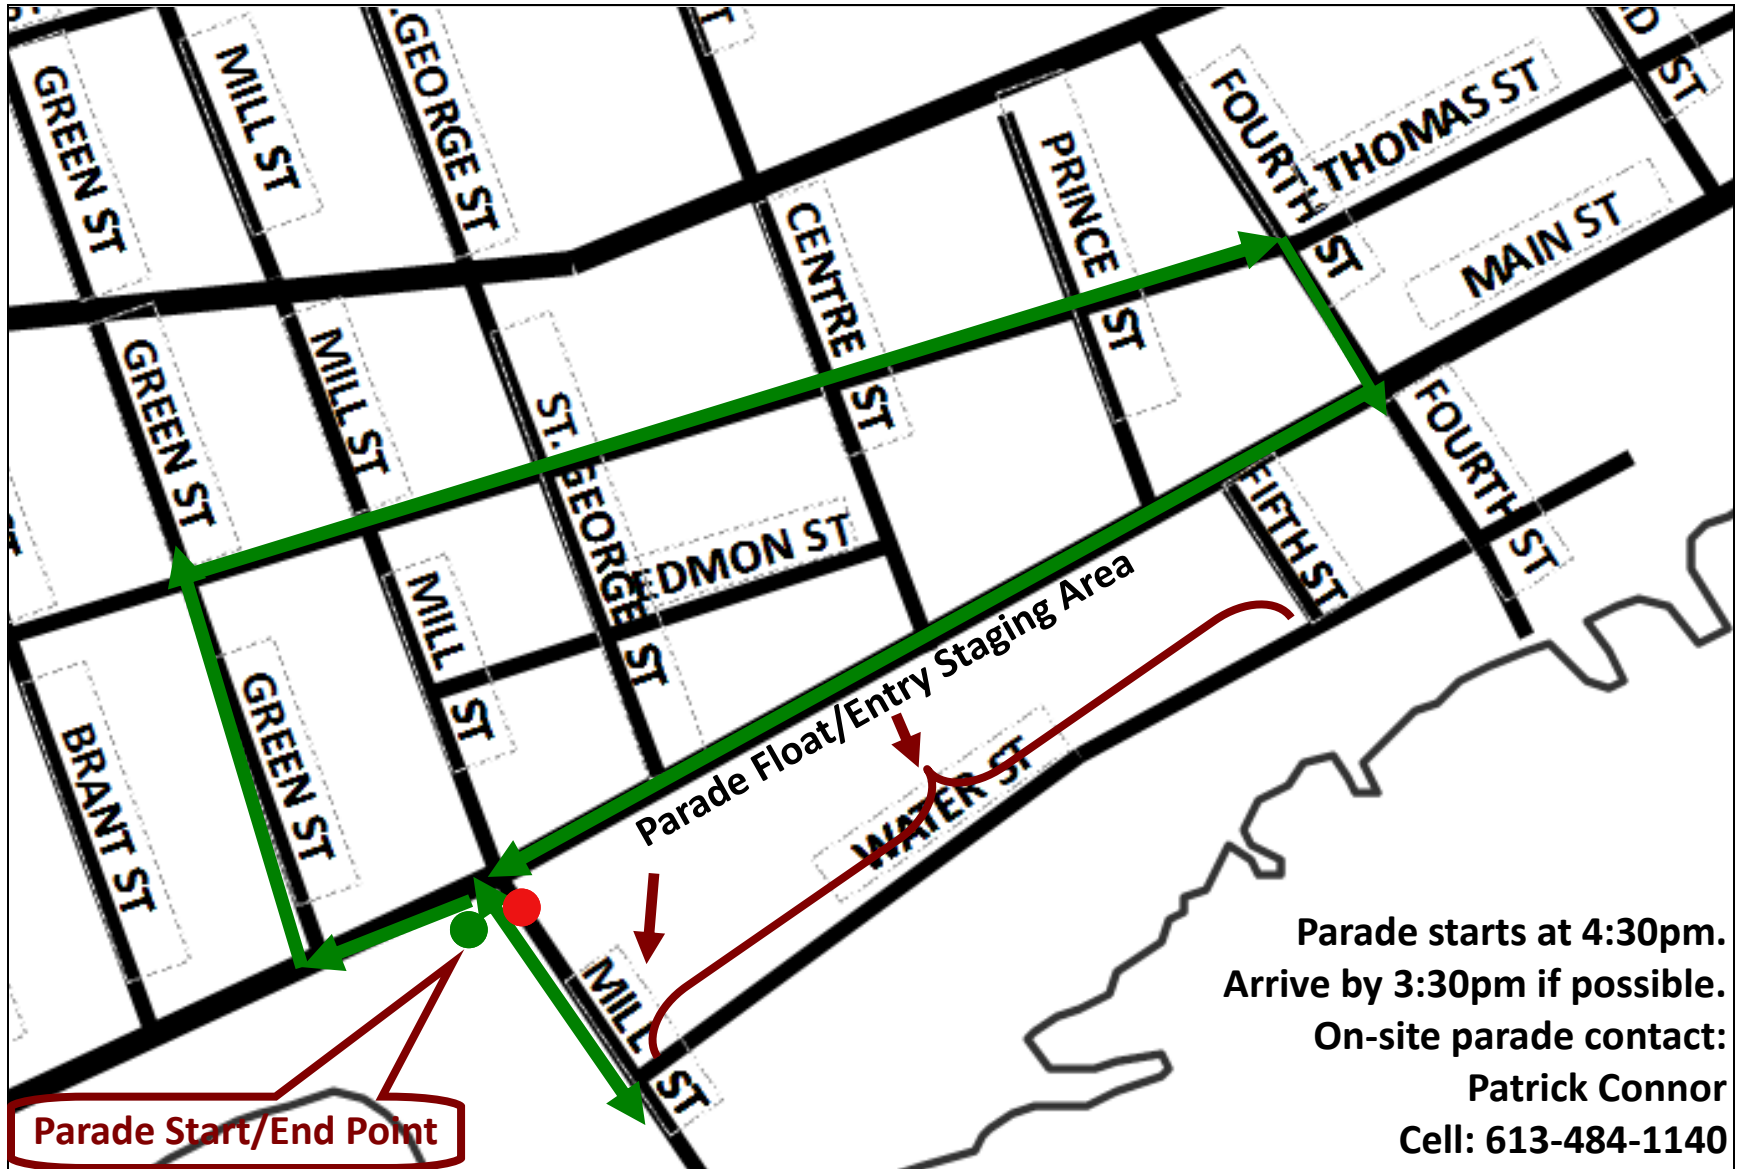 ST
GREEN ST
MILL ST
.GEORGE ST
ST
FOURTH ST
THOMAS ST
ST
MAIN ST
PRINCE ST
CENTRE ST
GREEN ST
MILL ST
ST. GEORGE ST
EDMON ST
FIFTH ST
FOURTH ST
MILL ST
GREEN ST
BRANT ST
Parade Float/Entry Staging Area
WATER ST
MILL ST
Parade Start/End Point
Parade starts at 4:30pm.
Arrive by 3:30pm if possible.
On-site parade contact:
Patrick Connor
Cell: 613-484-1140